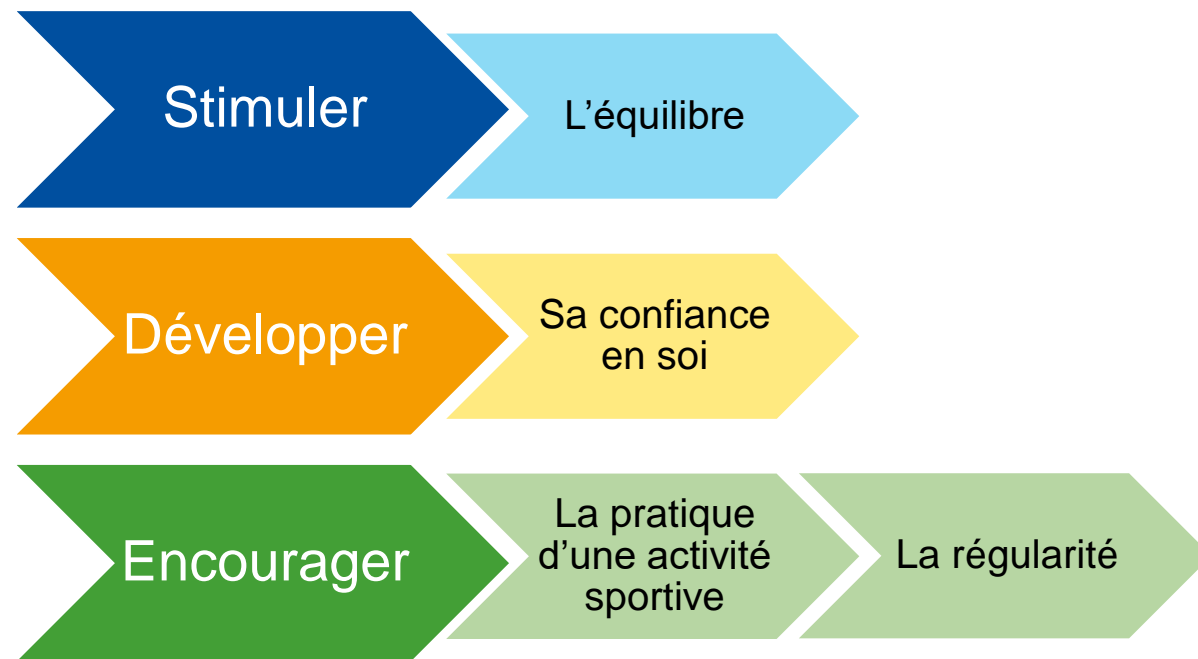 Stimuler
L’équilibre
Développer
Sa confiance
en soi
Encourager
La pratique
d’une activité
sportive
La régularité